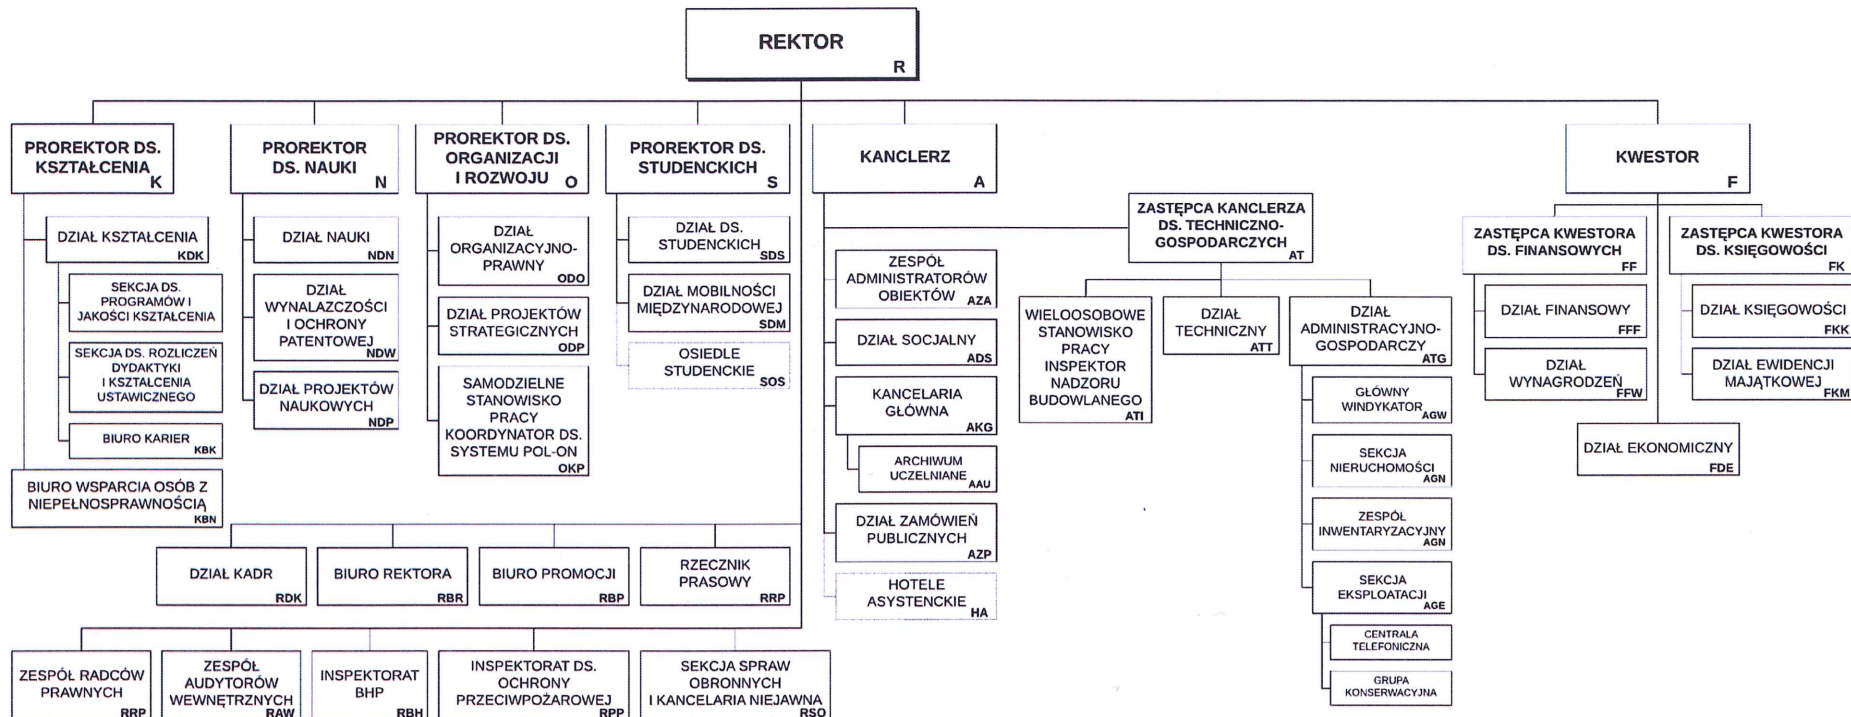 REKTOR
R
PROREKTOR DS.
KSZTAŁCENIA
K
DZIAŁ KSZTAŁCENIA
KDK
SEKCJA DS.
PROGRAMÓW I
JAKOŚCI KSZTAŁCENIA
SEKCJA DS. ROZLICZEŃ
DYDAKTYKI
I KSZTAŁCENIA
USTAWICZNEGO
BIURO KARIER
KBK
BIURO WSPARCIA OSÓB Z
NIEPEŁNOSPRAWNOŚCIĄ
KBN
PROREKTOR
DS. NAUKI
N
DZIAŁ NAUKI
NDN
DZIAŁ
WYNALAZCZOŚCI
I OCHRONY
PATENTOWEJ
NDW
DZIAŁ PROJEKTÓW
NAUKOWYCH
NDP
PROREKTOR DS.
ORGANIZACJI
I ROZWOJU
O
DZIAŁ
ORGANIZACYJNO-
PRAWNY
ODO
DZIAŁ PROJEKTÓW
STRATEGICZNYCH
ODP
SAMODZIELNE
STANOWISKO
PRACY
KOORDYNATOR DS.
SYSTEMU POL-ON
OKP
PROREKTOR DS.
STUDENCKICH
S
DZIAŁ DS.
STUDENCKICH
SDS
DZIAŁ MOBILNOŚCI
MIĘDZYNARODOWEJ
SDM
OSIEDLE
STUDENCKIE
SOS
KANCLERZ
A
ZASTĘPCA KANCLERZA
DS. TECHNICZNO-
GOSPODARCZYCH
AT
ZESPÓŁ
ADMINISTRATORÓW
OBIEKTÓW
AZA
DZIAŁ SOCJALNY
ADS
KANCELARIA
GŁÓWNA
AKG
ARCHIWUM
UCZELNIANE
AAU
DZIAŁ ZAMÓWIEŃ
PUBLICZNYCH
AZP
HOTELE
ASYSTENCKIE
HA
WIELOOSOBOWE
STANOWISKO
PRACY
INSPEKTOR
NADZORU
BUDOWLANEGO
ATI
DZIAŁ
TECHNICZNY
ATT
DZIAŁ
ADMINISTRACYJNO-
GOSPODARCZY
ATG
GŁÓWNY
WINDYKATOR
AGW
SEKCJA
NIERUCHOMOŚCI
AGN
ZESPÓŁ
INWENTARYZACYJNY
AGN
SEKCJA
EKSPLOATACJI
AGE
CENTRALA
TELEFONICZNA
GRUPA
KONSERWACYJNA
KWESTOR
F
ZASTĘPCA KWESTORA
DS. FINANSOWYCH
FF
DZIAŁ FINANSOWY
FFF
DZIAŁ
WYNAGRODZEŃ
FFW
ZASTĘPCA KWESTORA
DS. KSIĘGOWOŚCI
FK
DZIAŁ KSIĘGOWOŚCI
FKK
DZIAŁ EWIDENCJI
MAJĄTKOWEJ
FKM
DZIAŁ EKONOMICZNY
FDE
DZIAŁ KADR
RDK
BIURO REKTORA
RBR
BIURO PROMOCJI
RBP
RZECZNIK
PRASOWY
RRP
ZESPÓŁ RADCÓW
PRAWNYCH
RRP
ZESPÓŁ
AUDYTORÓW
WEWNĘTRZNYCH
RAW
INSPEKTORAT
BHP
RBH
INSPEKTORAT DS.
OCHRONY
PRZECIWPOŻAROWEJ
RPP
SEKCJA SPRAW
OBRONNYCH
I KANCELARIA NIEJAWNA
RSO